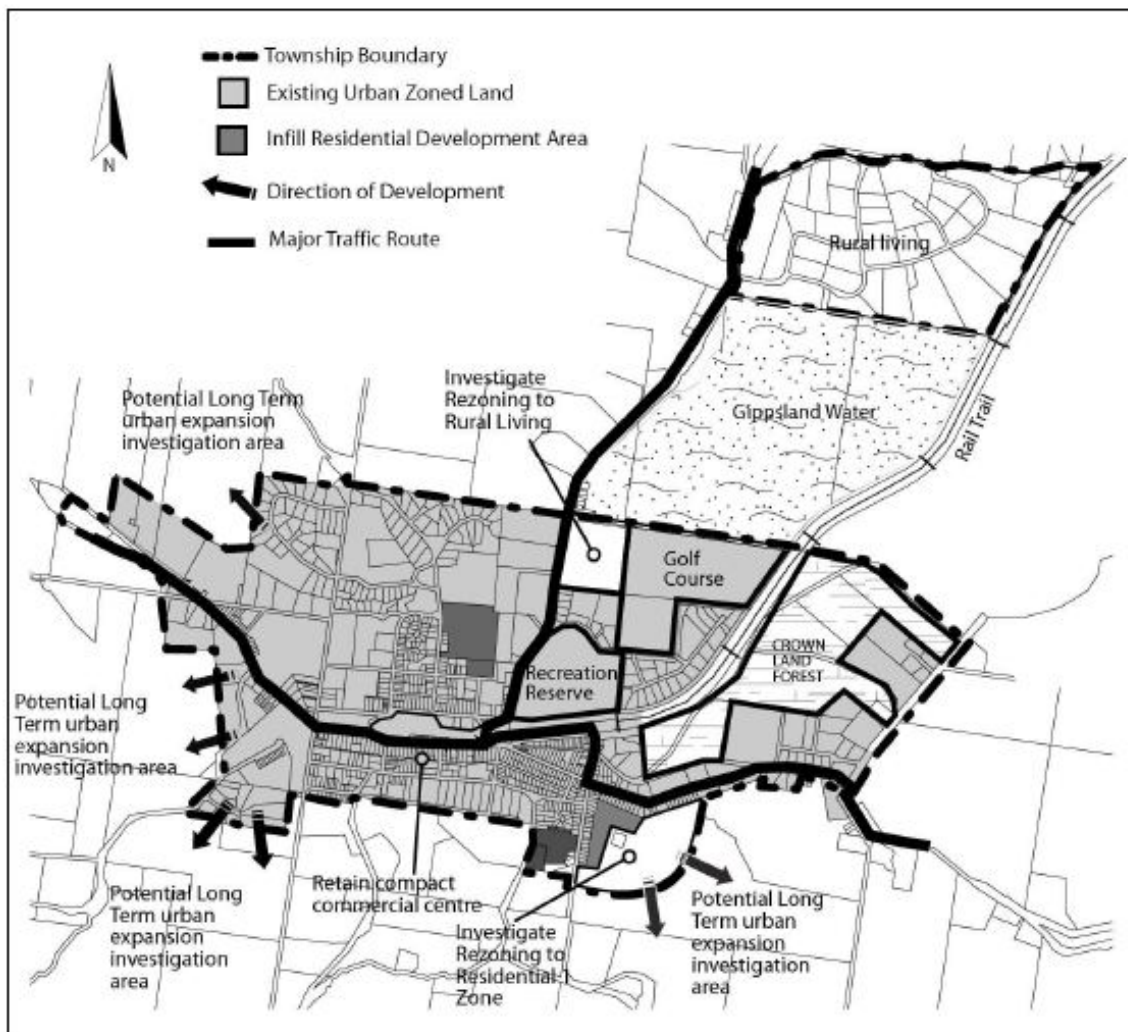 Township Boundary
Existing Urban Zoned Land
Infill Residential Development Area
Direction of Development
Major Traffic Route
N
Rural living
Investigate
Rezoning to
Rural Living
Gippsland Water
Rail Trail
Potential Long Term
urban expansion
investigation area
Golf
Course
CROWN
LAND
FOREST
Recreation
Reserve
Potential Long
Term urban
expansion
investigation area
Retain compact
commercial centre
Potential Long
Term urban
expansion
investigation
area
Investigate
Rezoning to
Residential 1
Zone
Potential Long
Term urban
expansion
investigation
area